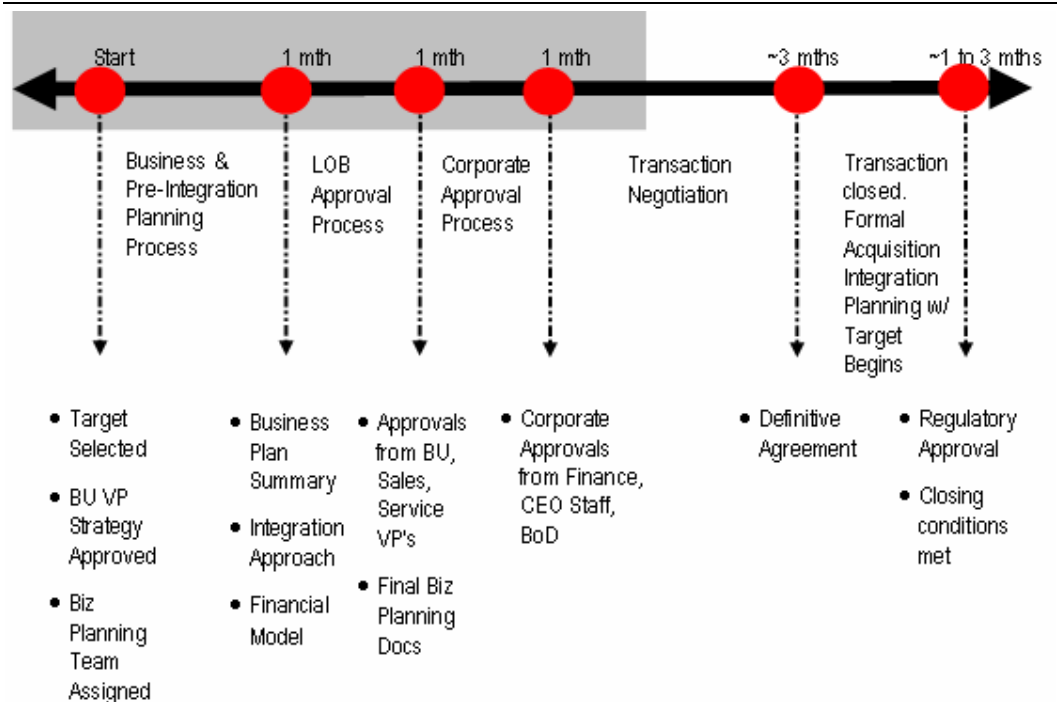 Start
1 mth
1 mth
1 mth
~3 mths
~1 to 3 mths
Business &
Pre-Integration
Planning
Process
LOB
Approval
Process
Corporate
Approval
Process
Transaction
Negotiation
Transaction
closed.
Formal
Acquisition
Integration
Planning w/
Target
Begins
• Target
Selected
• BU VP
Strategy
Approved
• Biz
Planning
Team
Assigned
• Business
Plan
Summary
• Integration
Approach
• Financial
Model
• Approvals
from BU,
Sales,
Service
VP's
• Final Biz
Planning
Docs
• Corporate
Approvals
from Finance,
CEO Staff,
BoD
• Definitive
Agreement
• Regulatory
Approval
• Closing
conditions
met